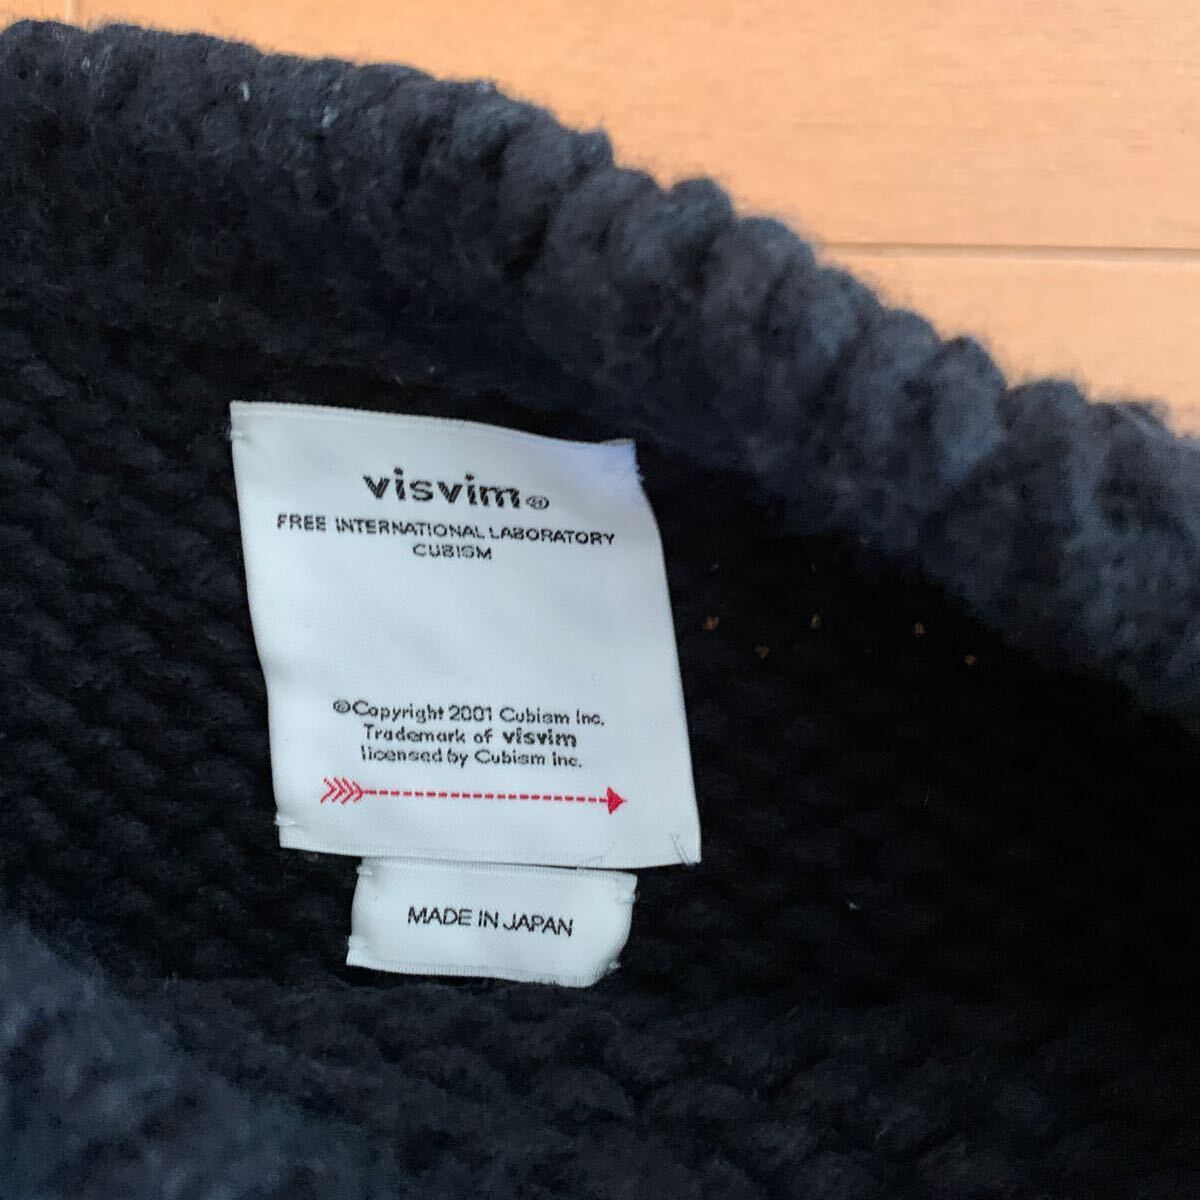 visvim®
FREE INTERNATIONAL LABORATORY
CUBISM
©Copyright 2001 Cubism Inc.
Trademark of visvim
licensed by Cubism Inc.
MADE IN JAPAN